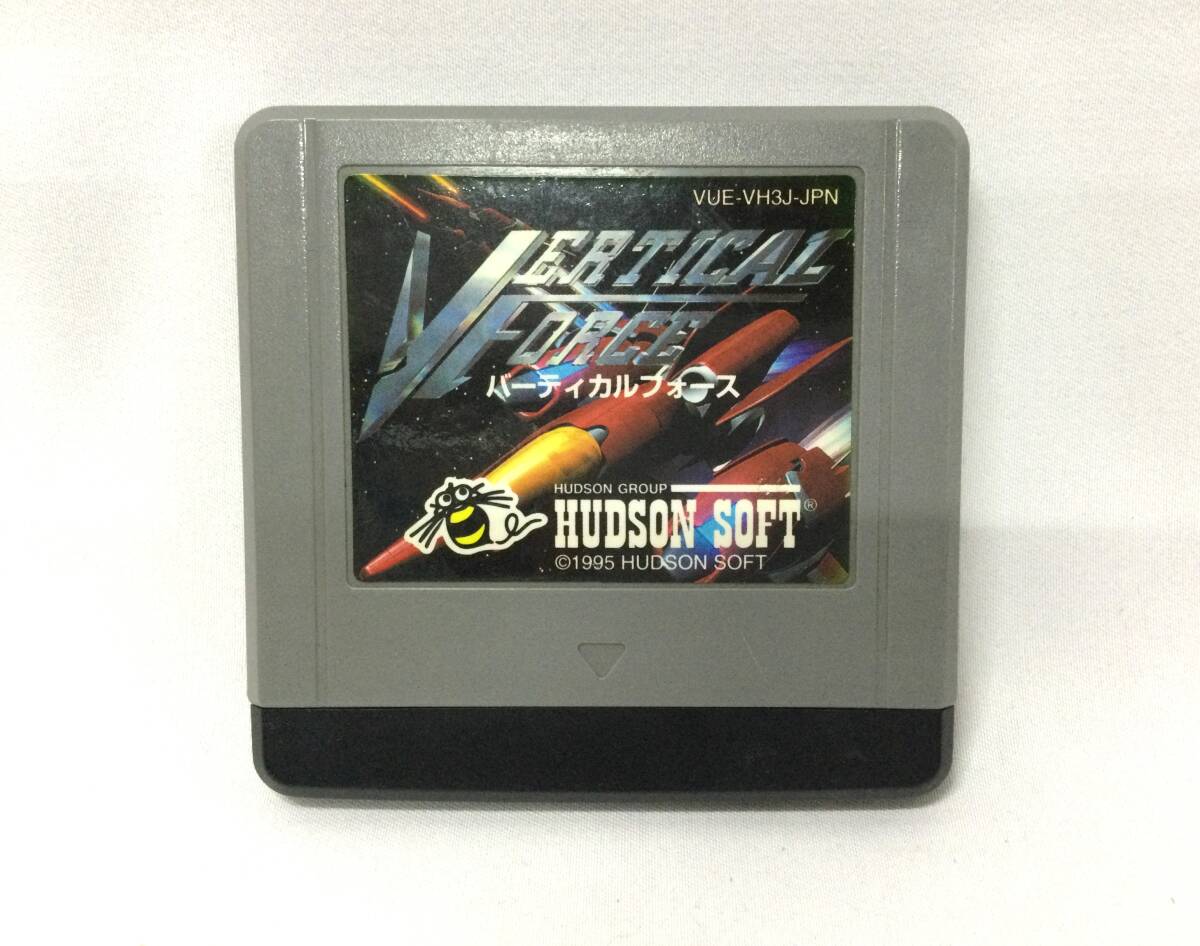 VUE-VH3J-JPN
VERTICAL
FORCE
バーティカルフォース
HUDSON GROUP
HUDSON SOFT®
©1995 HUDSON SOFT